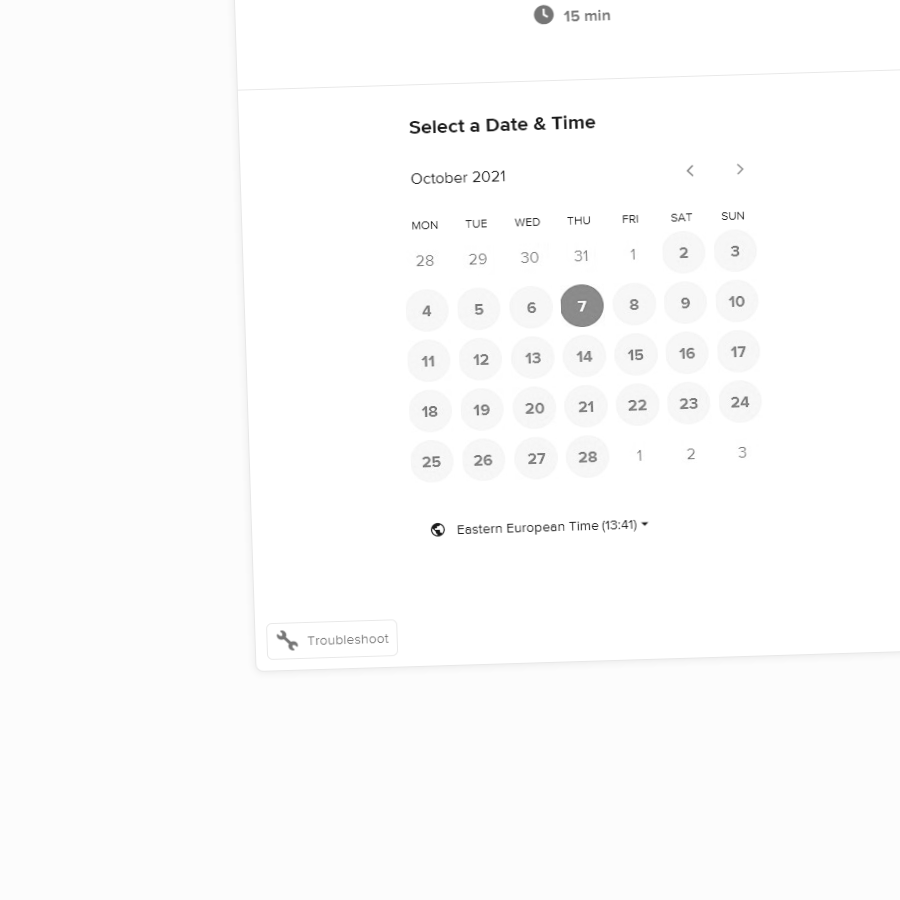 15 min
Select a Date & Time
October 2021
MON TUE WED THU FRI SAT SUN
28 29 30 31 1 2 3
4 5 6 7 8 9 10
11 12 13 14 15 16 17
18 19 20 21 22 23 24
25 26 27 28 1 2 3
Eastern European Time (13:41)
Troubleshoot